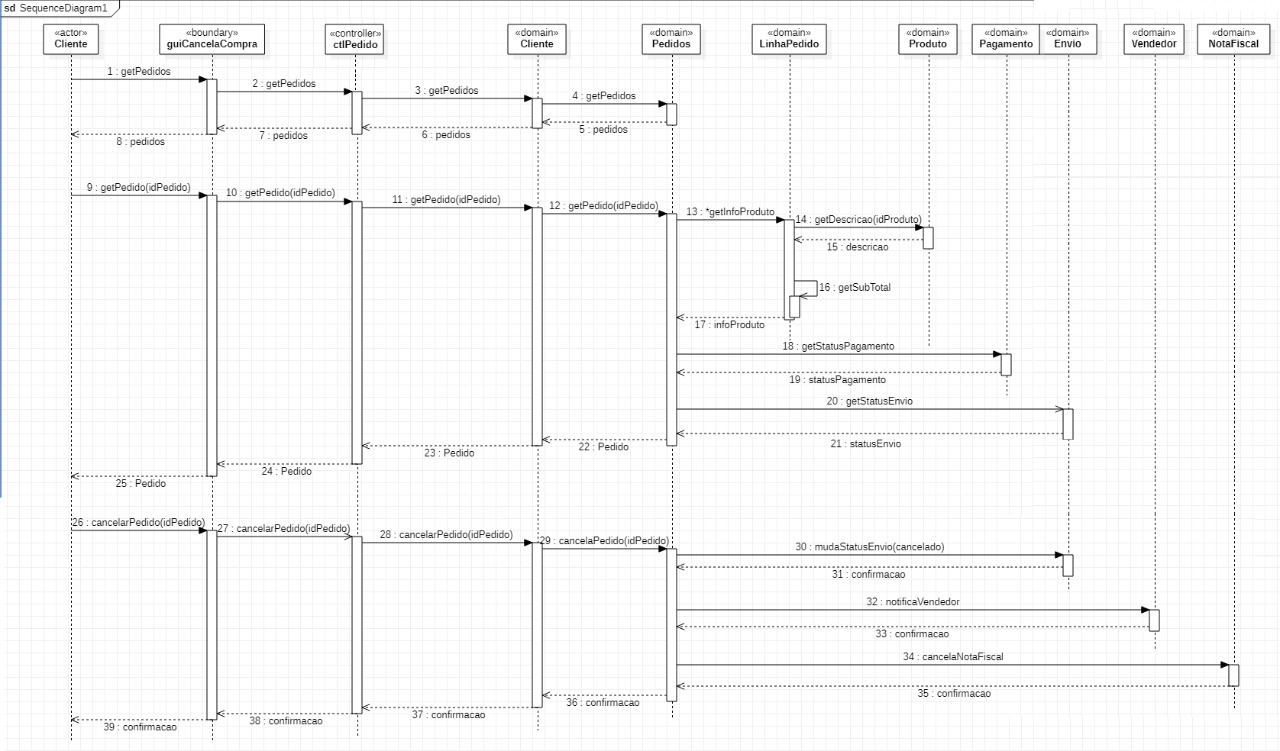 sd SequenceDiagram1
«actor»
Cliente
«boundary»
guiCancelaCompra
«controller»
ctlPedido
«domain»
Cliente
«domain»
Pedidos
«domain»
LinhaPedido
«domain»
Produto
«domain»
Pagamento
«domain»
Envio
«domain»
Vendedor
«domain»
NotaFiscal
1 : getPedidos
2 : getPedidos
3 : getPedidos
4 : getPedidos
5 : pedidos
6 : pedidos
7 : pedidos
8 : pedidos
9 : getPedido(idPedido)
10 : getPedido(idPedido)
11 : getPedido(idPedido)
12 : getPedido(idPedido)
13 : *getInfoProduto
14 : getDescricao(idProduto)
15 : descricao
16 : getSubTotal
17 : infoProduto
18 : getStatusPagamento
19 : statusPagamento
20 : getStatusEnvio
21 : statusEnvio
22 : Pedido
23 : Pedido
24 : Pedido
25 : Pedido
26 : cancelarPedido(idPedido)
27 : cancelarPedido(idPedido)
28 : cancelarPedido(idPedido)
29 : cancelaPedido(idPedido)
30 : mudaStatusEnvio(cancelado)
31 : confirmacao
32 : notificaVendedor
33 : confirmacao
34 : cancelaNotaFiscal
35 : confirmacao
36 : confirmacao
37 : confirmacao
38 : confirmacao
39 : confirmacao